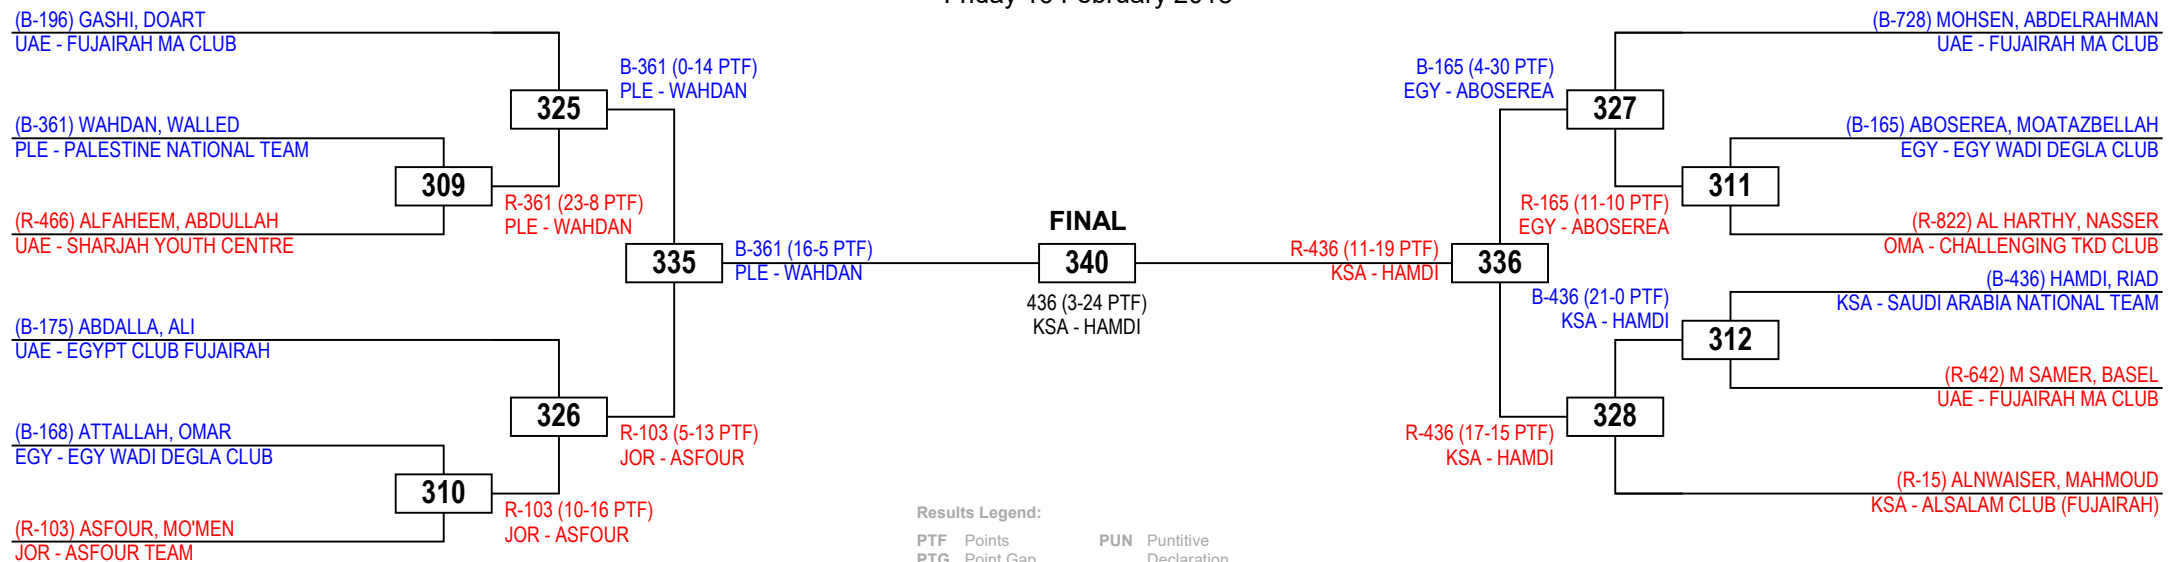 (B-196) GASHI, DOART
UAE - FUJAIRAH MA CLUB
(B-361) WAHDAN, WALLED
PLE - PALESTINE NATIONAL TEAM
(R-466) ALFAHEEM, ABDULLAH
UAE - SHARJAH YOUTH CENTRE
(B-175) ABDALLA, ALI
UAE - EGYPT CLUB FUJAIRAH
(B-168) ATTALLAH, OMAR
EGY - EGY WADI DEGLA CLUB
(R-103) ASFOUR, MO'MEN
JOR - ASFOUR TEAM
309
R-361 (23-8 PTF)
PLE - WAHDAN
310
R-103 (10-16 PTF)
JOR - ASFOUR
325
B-361 (0-14 PTF)
PLE - WAHDAN
326
R-103 (5-13 PTF)
JOR - ASFOUR
335
B-361 (16-5 PTF)
PLE - WAHDAN
FINAL
340
436 (3-24 PTF)
KSA - HAMDI
R-436 (11-19 PTF)
KSA - HAMDI
336
B-165 (4-30 PTF)
EGY - ABOSEREA
327
R-436 (17-15 PTF)
KSA - HAMDI
328
R-165 (11-10 PTF)
EGY - ABOSEREA
311
B-436 (21-0 PTF)
KSA - HAMDI
312
(B-728) MOHSEN, ABDELRAHMAN
UAE - FUJAIRAH MA CLUB
(B-165) ABOSEREA, MOATAZBELLAH
EGY - EGY WADI DEGLA CLUB
(R-822) AL HARTHY, NASSER
OMA - CHALLENGING TKD CLUB
(B-436) HAMDI, RIAD
KSA - SAUDI ARABIA NATIONAL TEAM
(R-642) M SAMER, BASEL
UAE - FUJAIRAH MA CLUB
(R-15) ALNWAISER, MAHMOUD
KSA - ALSALAM CLUB (FUJAIRAH)
Results Legend:
PTF Points PUN Puntitive
PTG Point Gap Declaration